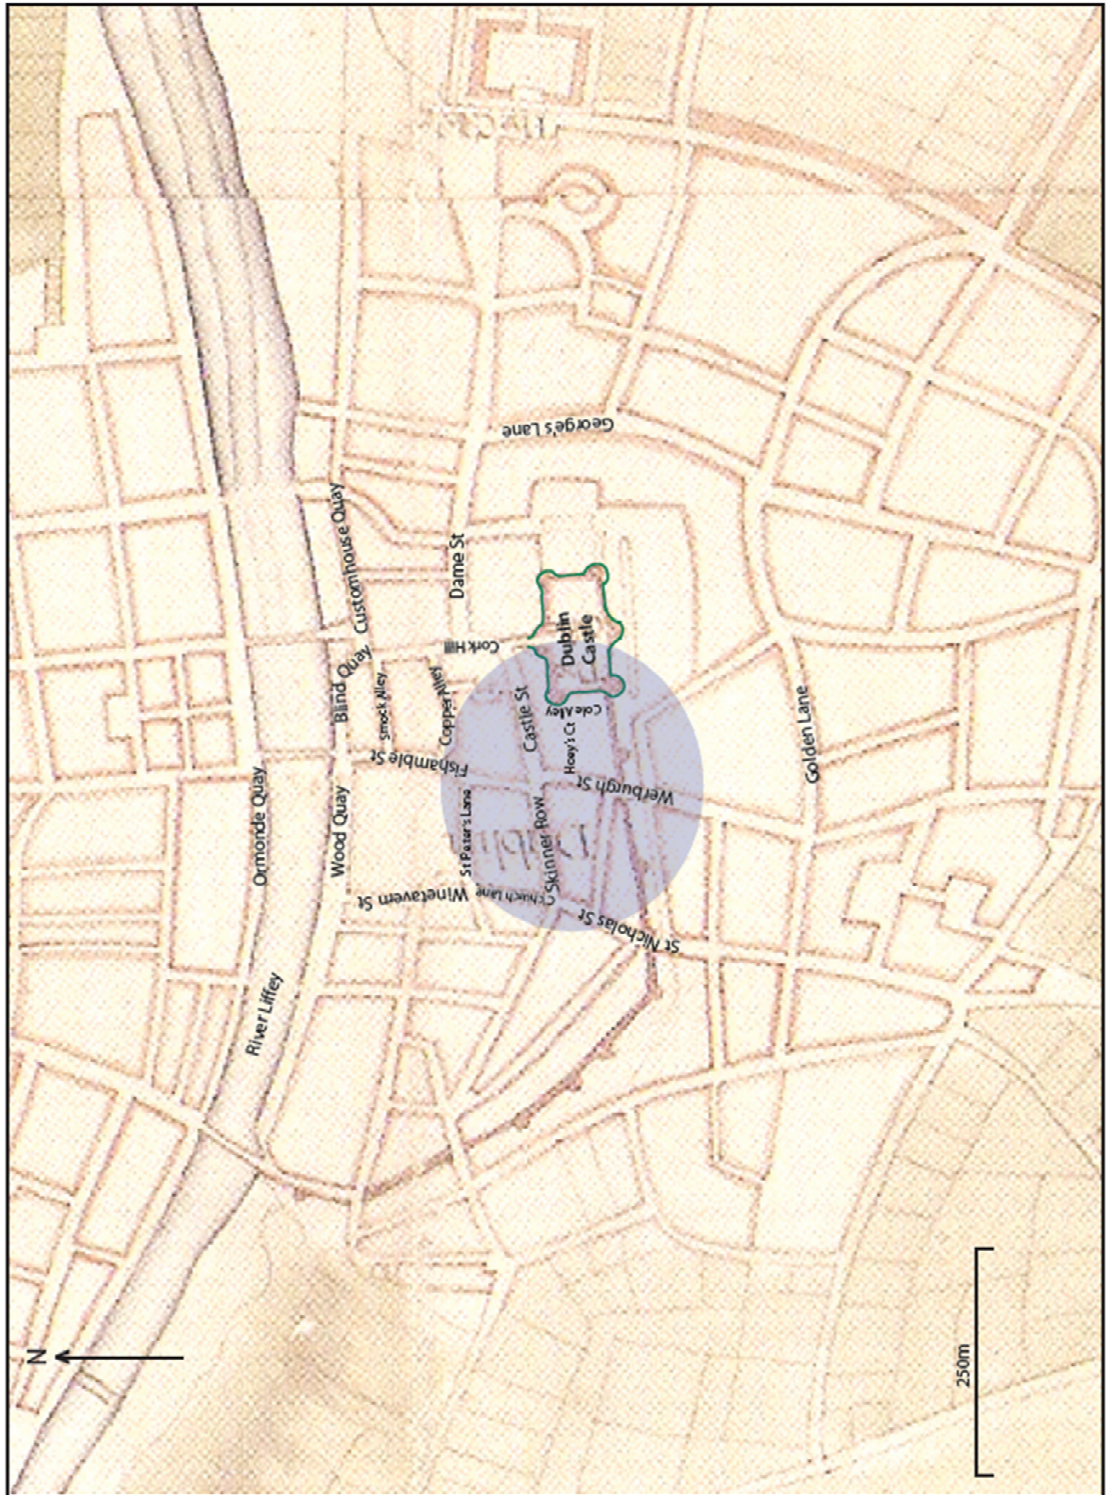 N
River Liffey
Ormonde Quay
Wood Quay
Blind Quay
Customhouse Quay
Smock Alley
Copper Alley
Fishamble St
Winetavern St
St Peter's Lane
C'hurch Lane
Skinner Row
Castle St
Cork Hill
Dame St
Dublin
Castle
Cole Alley
Hoey's Ct
Werburgh St
St Nicholas St
George's Lane
Golden Lane
Dublin
250m